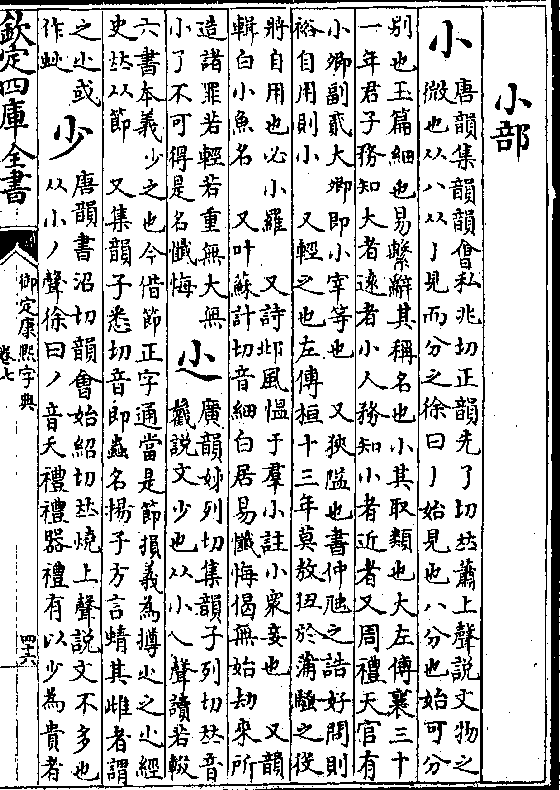 小部
小
唐韻集韻韻會私兆切正韻先了切𠀤蕭上聲說文物之
微也从八从丨見而分之徐曰丨始見也八分也始可分
别也玉篇細也易繫辭其稱名也小其取類也大左傳襄三十
一年君子務知大者遠者小人務知小者近者又周禮天官有
小卿副貳大卿即小宰等也 又狹隘也書仲虺之誥好問則
裕自用則小 又輕之也左傳桓十三年莫敖狃於蒲騷之役
將自用也必小羅 又詩邶風慍于羣小註小衆妾也 又韻
輯白小魚名 又叶蘇計切音細白居易懺悔偈無始劫來所
造諸罪若輕若重無大無
小了不可得是名懺悔
尐
廣韻妙列切集韻子列切𠀤音
說文少也从小乀聲讀若輟
六書本義少之也今借節正字通當是節損義為撙尐之尐經
史𠀤从節 又集韻子悉切音即蟲名揚子方言蜻其雌者謂
之尐或
作
少
唐韻書沼切韻會始紹切𠀤燒上聲說文不多也
从小丿聲徐曰丿音夭禮禮器禮有以少為貴者
欽定四庫全書
御定康熙字典
卷七
四十六